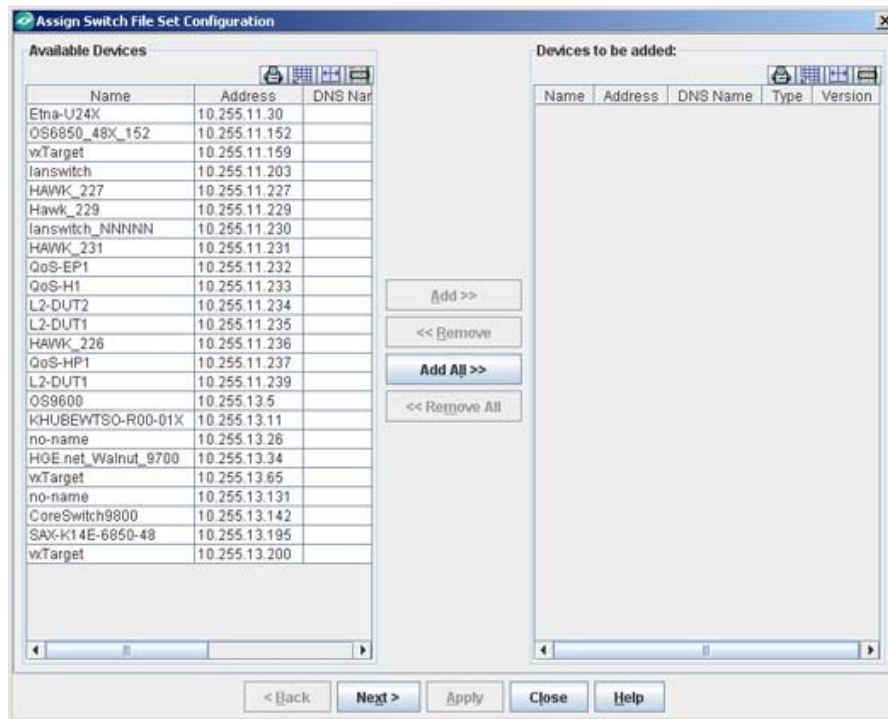 Assign Switch File Set Configuration
Available Devices
Name Address DNS Nar
Etna-U24X 10.255.11.30
OS6850_48X_152 10.255.11.152
vxTarget 10.255.11.159
lanswitch 10.255.11.203
HAWK_227 10.255.11.227
Hawk_229 10.255.11.229
lanswitch_NNNNN 10.255.11.230
HAWK_231 10.255.11.231
QoS-EP1 10.255.11.232
QoS-H1 10.255.11.233
L2-DUT2 10.255.11.234
L2-DUT1 10.255.11.235
HAWK_226 10.255.11.236
QoS-HP1 10.255.11.237
L2-DUT1 10.255.11.239
OS9600 10.255.13.5
KHUBEWTSO-R00-01X 10.255.13.11
no-name 10.255.13.26
HGE.net_Walnut_9700 10.255.13.34
vxTarget 10.255.13.65
no-name 10.255.13.131
CoreSwitch9800 10.255.13.142
SAX-K14E-6850-48 10.255.13.195
vxTarget 10.255.13.200
Add >>
<< Remove
Add All >>
<< Remove All
Devices to be added:
Name Address DNS Name Type Version
< Back Next > Apply Close Help